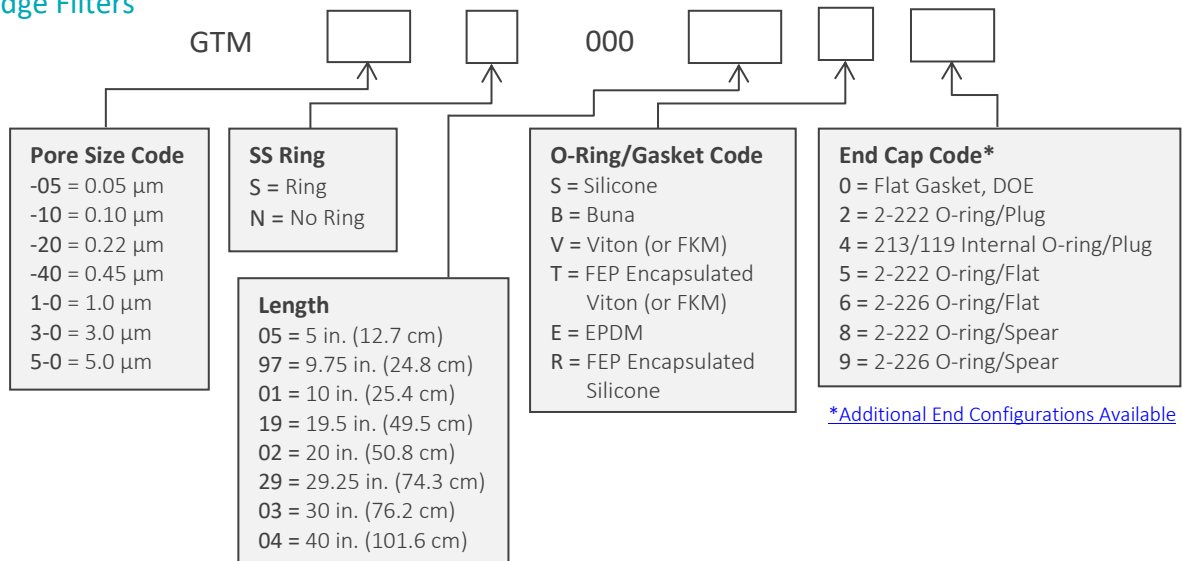 dge Filters
GTM 000
Pore Size Code
-05 = 0.05 µm
-10 = 0.10 µm
-20 = 0.22 µm
-40 = 0.45 µm
1-0 = 1.0 µm
3-0 = 3.0 µm
5-0 = 5.0 µm
SS Ring
S = Ring
N = No Ring
Length
05 = 5 in. (12.7 cm)
97 = 9.75 in. (24.8 cm)
01 = 10 in. (25.4 cm)
19 = 19.5 in. (49.5 cm)
02 = 20 in. (50.8 cm)
29 = 29.25 in. (74.3 cm)
03 = 30 in. (76.2 cm)
04 = 40 in. (101.6 cm)
O-Ring/Gasket Code
S = Silicone
B = Buna
V = Viton (or FKM)
T = FEP Encapsulated
Viton (or FKM)
E = EPDM
R = FEP Encapsulated
Silicone
End Cap Code*
0 = Flat Gasket, DOE
2 = 2-222 O-ring/Plug
4 = 213/119 Internal O-ring/Plug
5 = 2-222 O-ring/Flat
6 = 2-226 O-ring/Flat
8 = 2-222 O-ring/Spear
9 = 2-226 O-ring/Spear
*Additional End Configurations Available